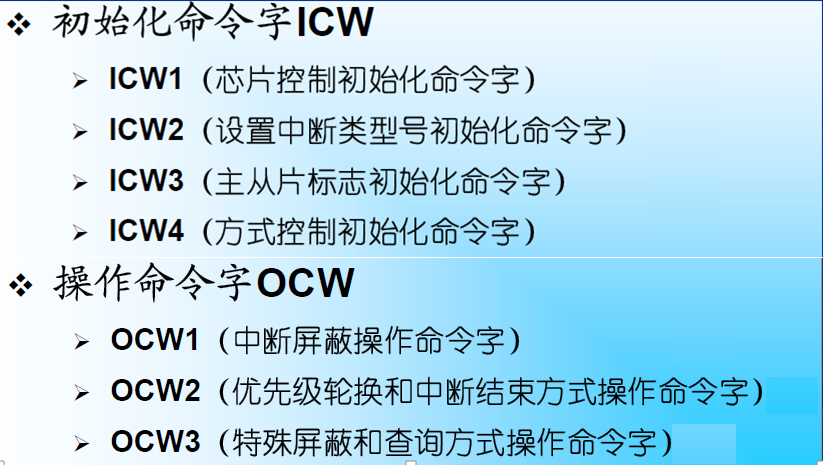 ❖ 初始化命令字ICW
➢ ICW1（芯片控制初始化命令字）
➢ ICW2（设置中断类型号初始化命令字）
➢ ICW3（主从片标志初始化命令字）
➢ ICW4（方式控制初始化命令字）
❖ 操作命令字OCW
➢ OCW1（中断屏蔽操作命令字）
➢ OCW2（优先级轮换和中断结束方式操作命令字）
➢ OCW3（特殊屏蔽和查询方式操作命令字）